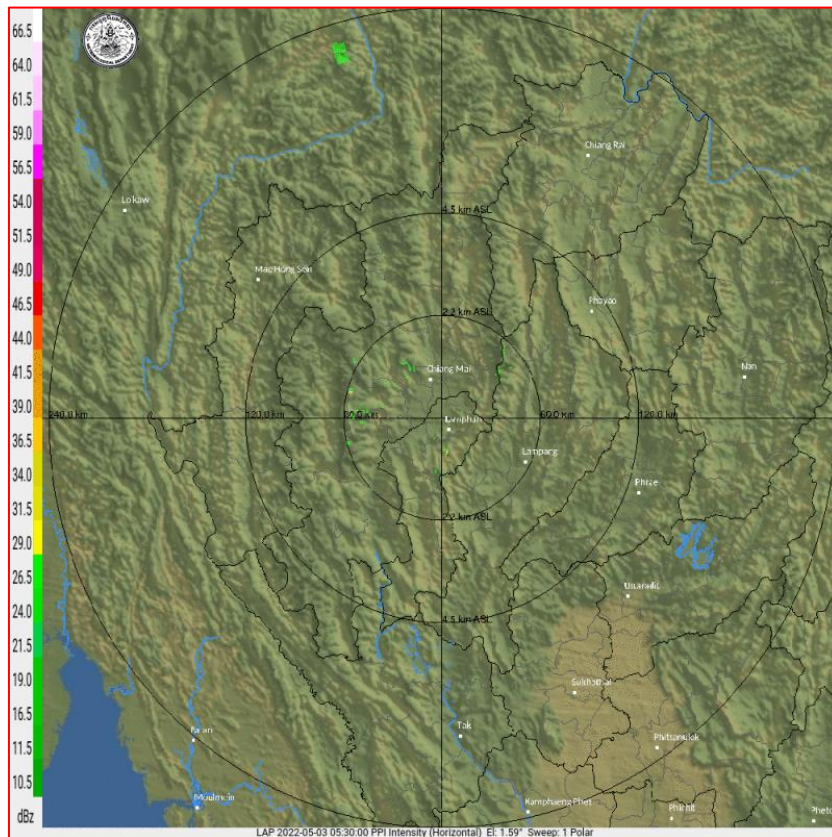 66.5
64.0
61.5
59.0
56.5
54.0
51.5
49.0
46.5
44.0
41.5
39.0
36.5
34.0
31.5
29.0
26.5
24.0
21.5
19.0
16.5
11.5
10.5
dBz
Chiang Rai
Loikaw
4.5 km ASL
Mae Hong Son
Phayao
2.2 km ASL
Chiang Mai
Nan
240.0 km
120.0 km
60.0 km
60.0 km
120.0 km
Lamphun
Lampang
Phrae
2.2 km ASL
Uttaradit
4.5 km ASL
Sukhothai
Tak
Phitsanulok
Pa'an
Moulmein
Kamphaeng Phet
Phichit
LAP 2022-05-03 05:30:00 PPI Intensity (Horizontal) El: 1.59° Sweep: 1 Polar